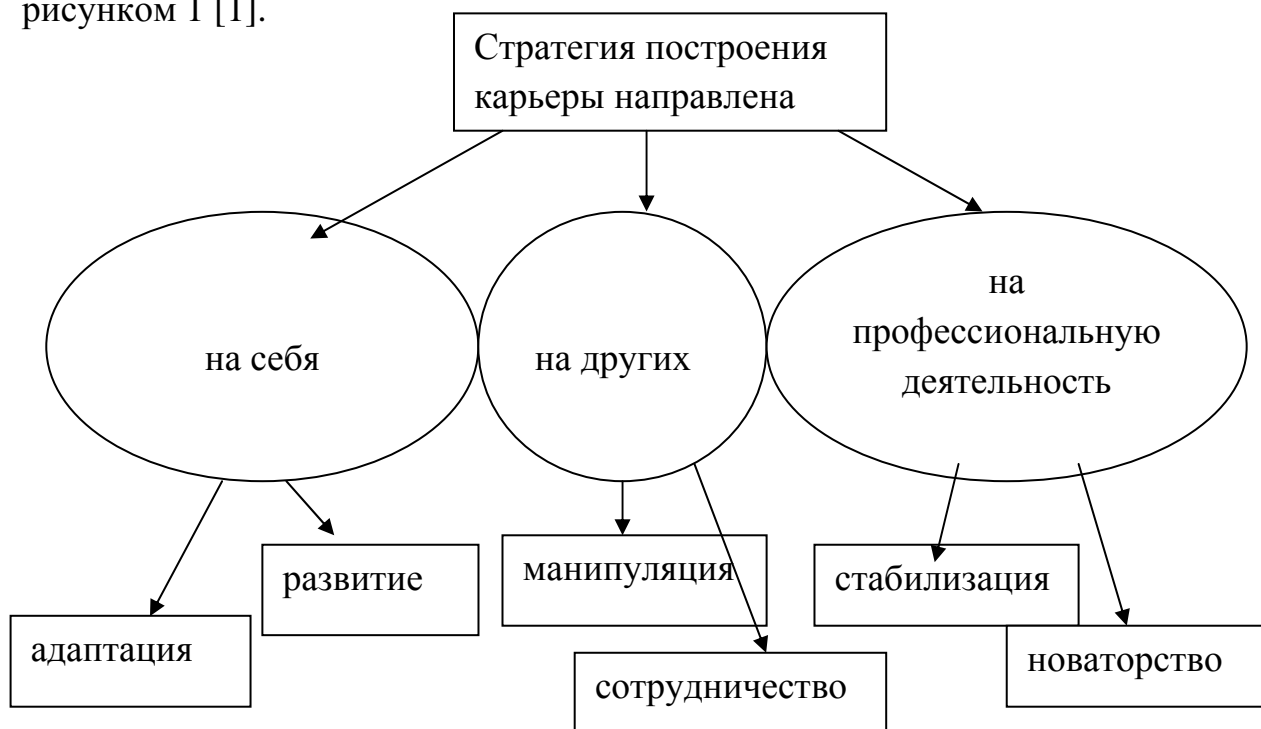 рисунком 1 [1].
Стратегия построения
карьеры направлена
на себя
на других
на
профессиональную
деятельность
адаптация
развитие
манипуляция
сотрудничество
стабилизация
новаторство